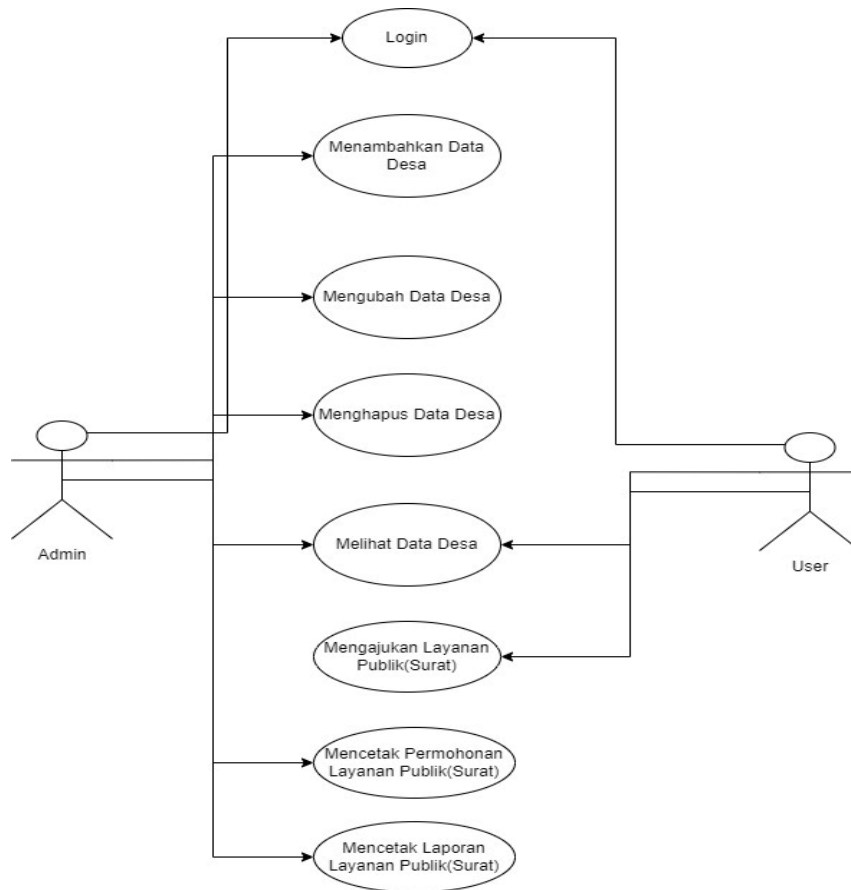 Login
Menambahkan Data
Desa
Mengubah Data Desa
Menghapus Data Desa
Admin
Melihat Data Desa
User
Mengajukan Layanan
Publik(Surat)
Mencetak Permohonan
Layanan Publik(Surat)
Mencetak Laporan
Layanan Publik(Surat)